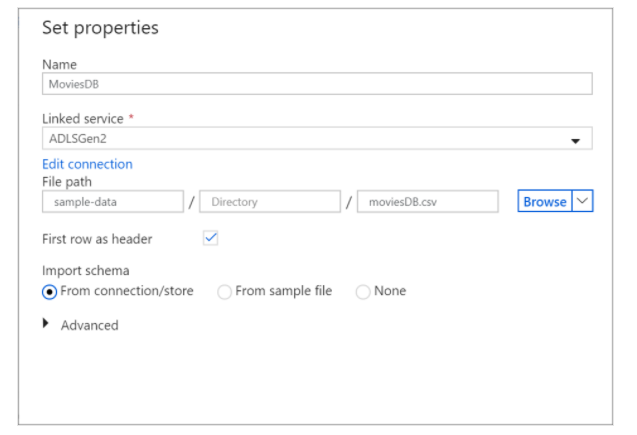 Set properties
Name
MoviesDB
Linked service *
ADLSGen2
Edit connection
File path
sample-data / Directory / moviesDB.csv Browse
First row as header
Import schema
From connection/store From sample file None
Advanced